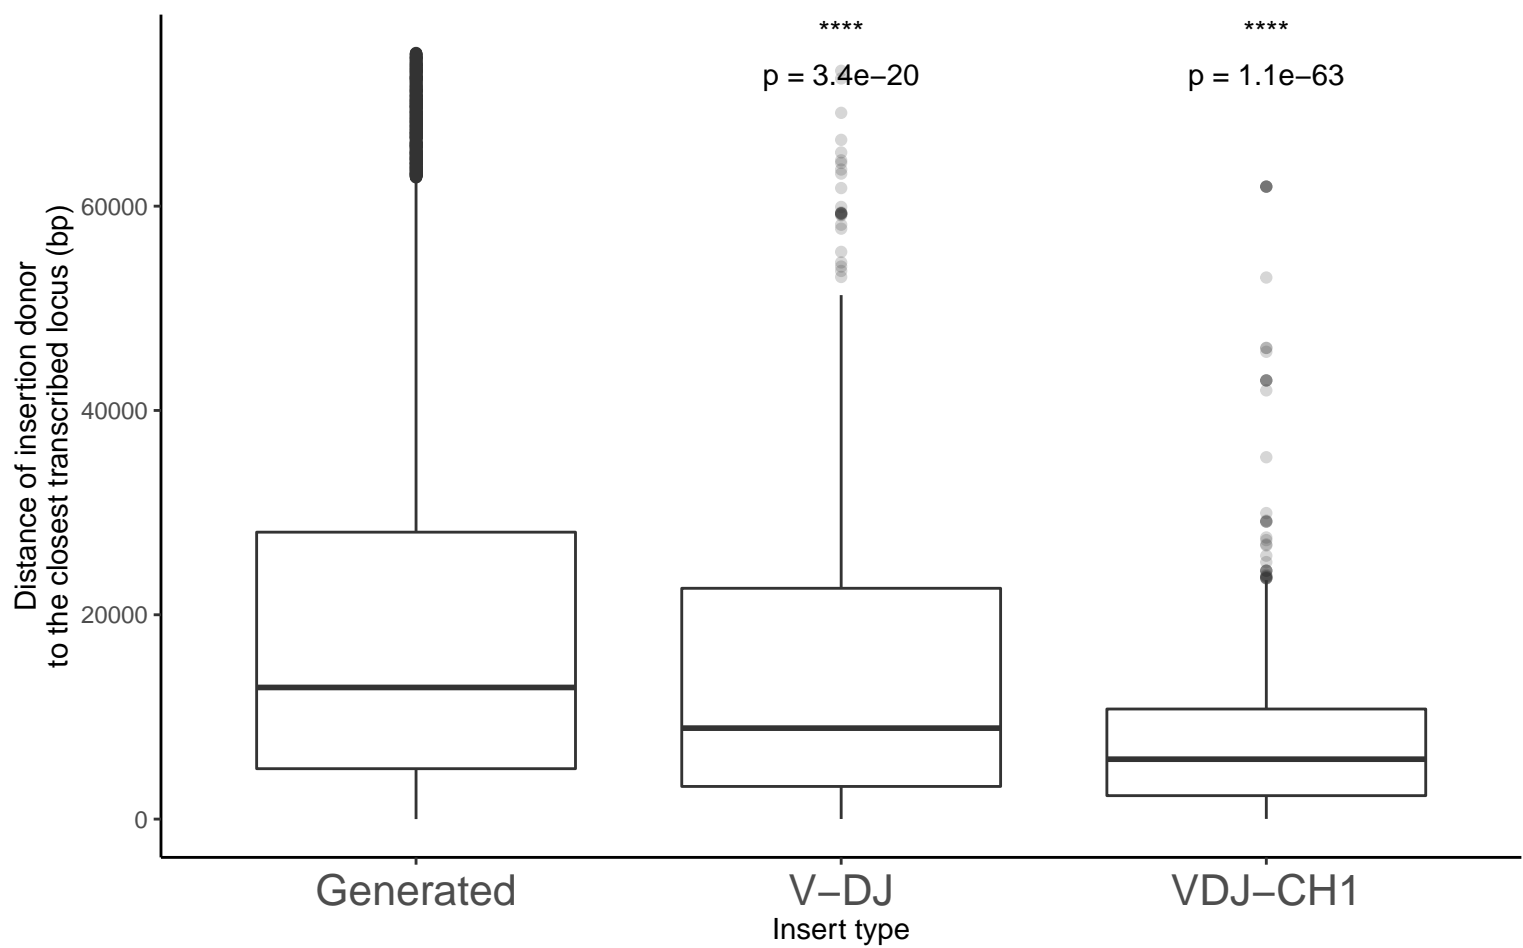 ****
****
p = 3.4e−20
p = 1.1e−63
Distance of insertion donor
to the closest transcribed locus (bp)
60000
40000
20000
0
Generated
V−DJ
VDJ−CH1
Insert type